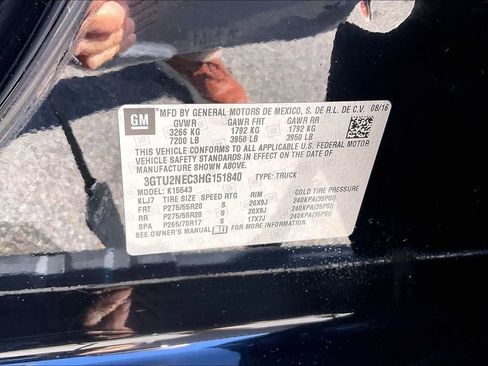 GM
MFD BY GENERAL MOTORS DE MEXICO, S. DE R.L. DE C.V. 08/16
GVWR GAWR FRT GAWR RR
3266 KG 1792 KG 1792 KG
7200 LB 3950 LB 3950 LB
THIS VEHICLE CONFORMS TO ALL APPLICABLE U.S. FEDERAL MOTOR
VEHICLE SAFETY STANDARDS IN EFFECT ON THE DATE OF
MANUFACTURE SHOWN ABOVE.
3GTU2NEC3HG151840 TYPE: TRUCK
MODEL: K15543
KLJ7 TIRE SIZE SPEED RTG RIM COLD TIRE PRESSURE
FRT P275/55R20 S 20X9J 240KPA(35PSI)
RR P275/55R20 S 20X9J 240KPA(35PSI)
SPA P265/70R17 S 17X7J 240KPA(35PSI)
SEE OWNER'S MANUAL